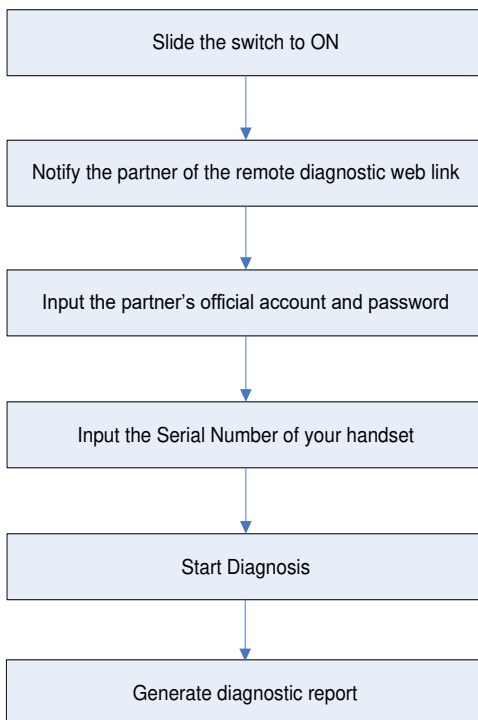 Slide the switch to ON
Notify the partner of the remote diagnostic web link
Input the partner's official account and password
Input the Serial Number of your handset
Start Diagnosis
Generate diagnostic report